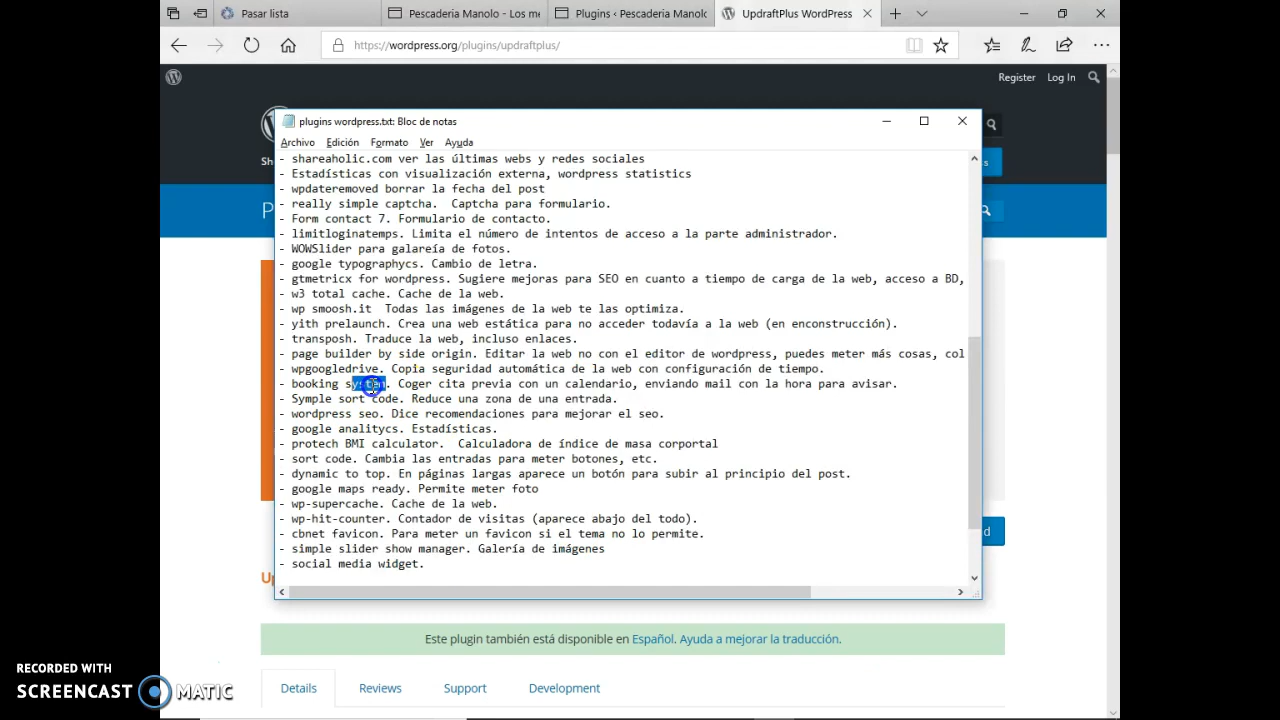 Pasar lista
Pescaderia Manolo - Los me
Plugins ‹ Pescaderia Manolo
UpdraftPlus WordPress
https://wordpress.org/plugins/updraftplus/
Register Log In
plugins wordpress.txt: Bloc de notas
Archivo Edición Formato Ver Ayuda
- shareaholic.com ver las últimas webs y redes sociales
- Estadísticas con visualización externa, wordpress statistics
- wpdateremoved borrar la fecha del post
- really simple captcha.  Captcha para formulario.
- Form contact 7. Formulario de contacto.
- limitloginatemps. Limita el número de intentos de acceso a la parte administrador.
- WOWSlider para galareía de fotos.
- google typographycs. Cambio de letra.
- gtmetricx for wordpress. Sugiere mejoras para SEO en cuanto a tiempo de carga de la web, acceso a BD,
- w3 total cache. Cache de la web.
- wp smoosh.it  Todas las imágenes de la web te las optimiza.
- yith prelaunch. Crea una web estática para no acceder todavía a la web (en enconstrucción).
- transposh. Traduce la web, incluso enlaces.
- page builder by side origin. Editar la web no con el editor de wordpress, puedes meter más cosas, col
- wpgoogledrive. Copia seguridad automática de la web con configuración de tiempo.
- booking system. Coger cita previa con un calendario, enviando mail con la hora para avisar.
- Symple sort code. Reduce una zona de una entrada.
- wordpress seo. Dice recomendaciones para mejorar el seo.
- google analitycs. Estadísticas.
- protech BMI calculator.  Calculadora de índice de masa corportal
- sort code. Cambia las entradas para meter botones, etc.
- dynamic to top. En páginas largas aparece un botón para subir al principio del post.
- google maps ready. Permite meter foto
- wp-supercache. Cache de la web.
- wp-hit-counter. Contador de visitas (aparece abajo del todo).
- cbnet favicon. Para meter un favicon si el tema no lo permite.
- simple slider show manager. Galería de imágenes
- social media widget.
Este plugin también está disponible en Español. Ayuda a mejorar la traducción.
Details Reviews Support Development
RECORDED WITH
SCREENCAST MATIC